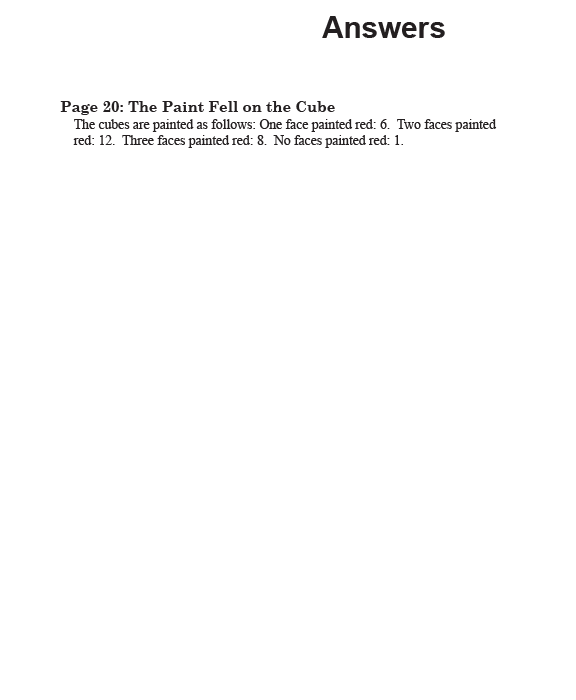 Answers
Page 20: The Paint Fell on the Cube
The cubes are painted as follows: One face painted red: 6. Two faces painted
red: 12. Three faces painted red: 8. No faces painted red: 1.